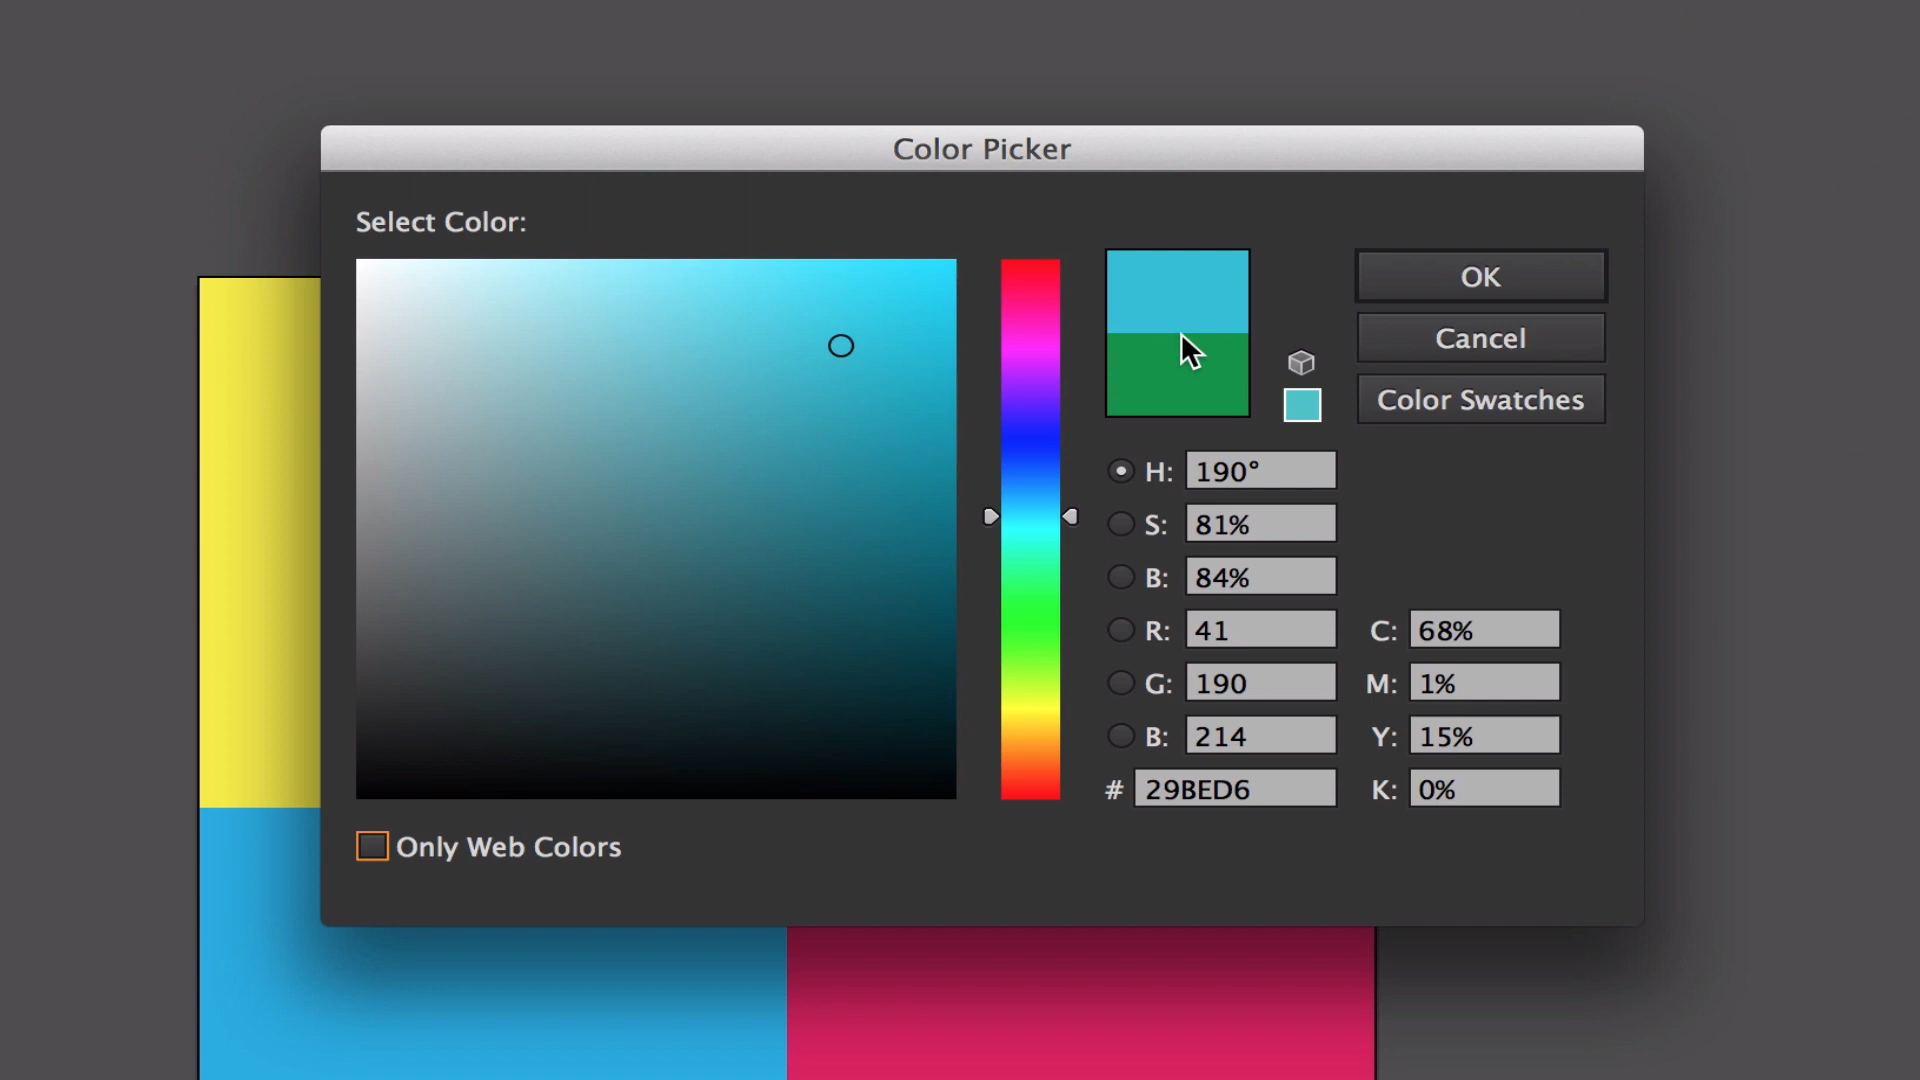 Color Picker
Select Color:
OK
Cancel
Color Swatches
H: 190°
S: 81%
B: 84%
R: 41 C: 68%
G: 190 M: 1%
B: 214 Y: 15%
# 29BED6 K: 0%
Only Web Colors